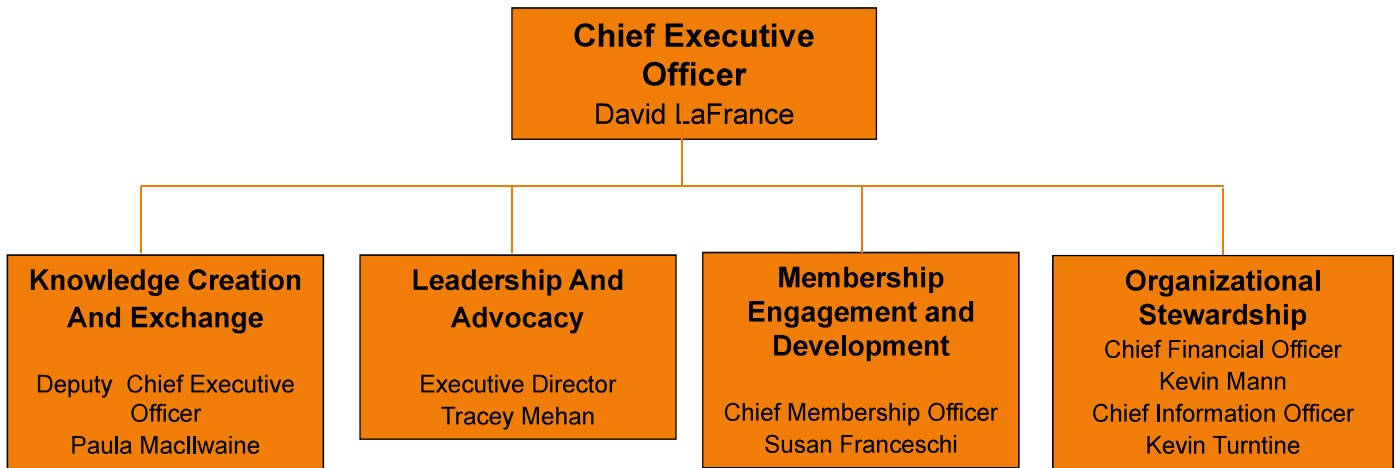 Chief Executive
Officer
David LaFrance
Knowledge Creation
And Exchange
Deputy Chief Executive
Officer
Paula MacIlwaine
Leadership And
Advocacy
Executive Director
Tracey Mehan
Membership
Engagement and
Development
Chief Membership Officer
Susan Franceschi
Organizational
Stewardship
Chief Financial Officer
Kevin Mann
Chief Information Officer
Kevin Turntine